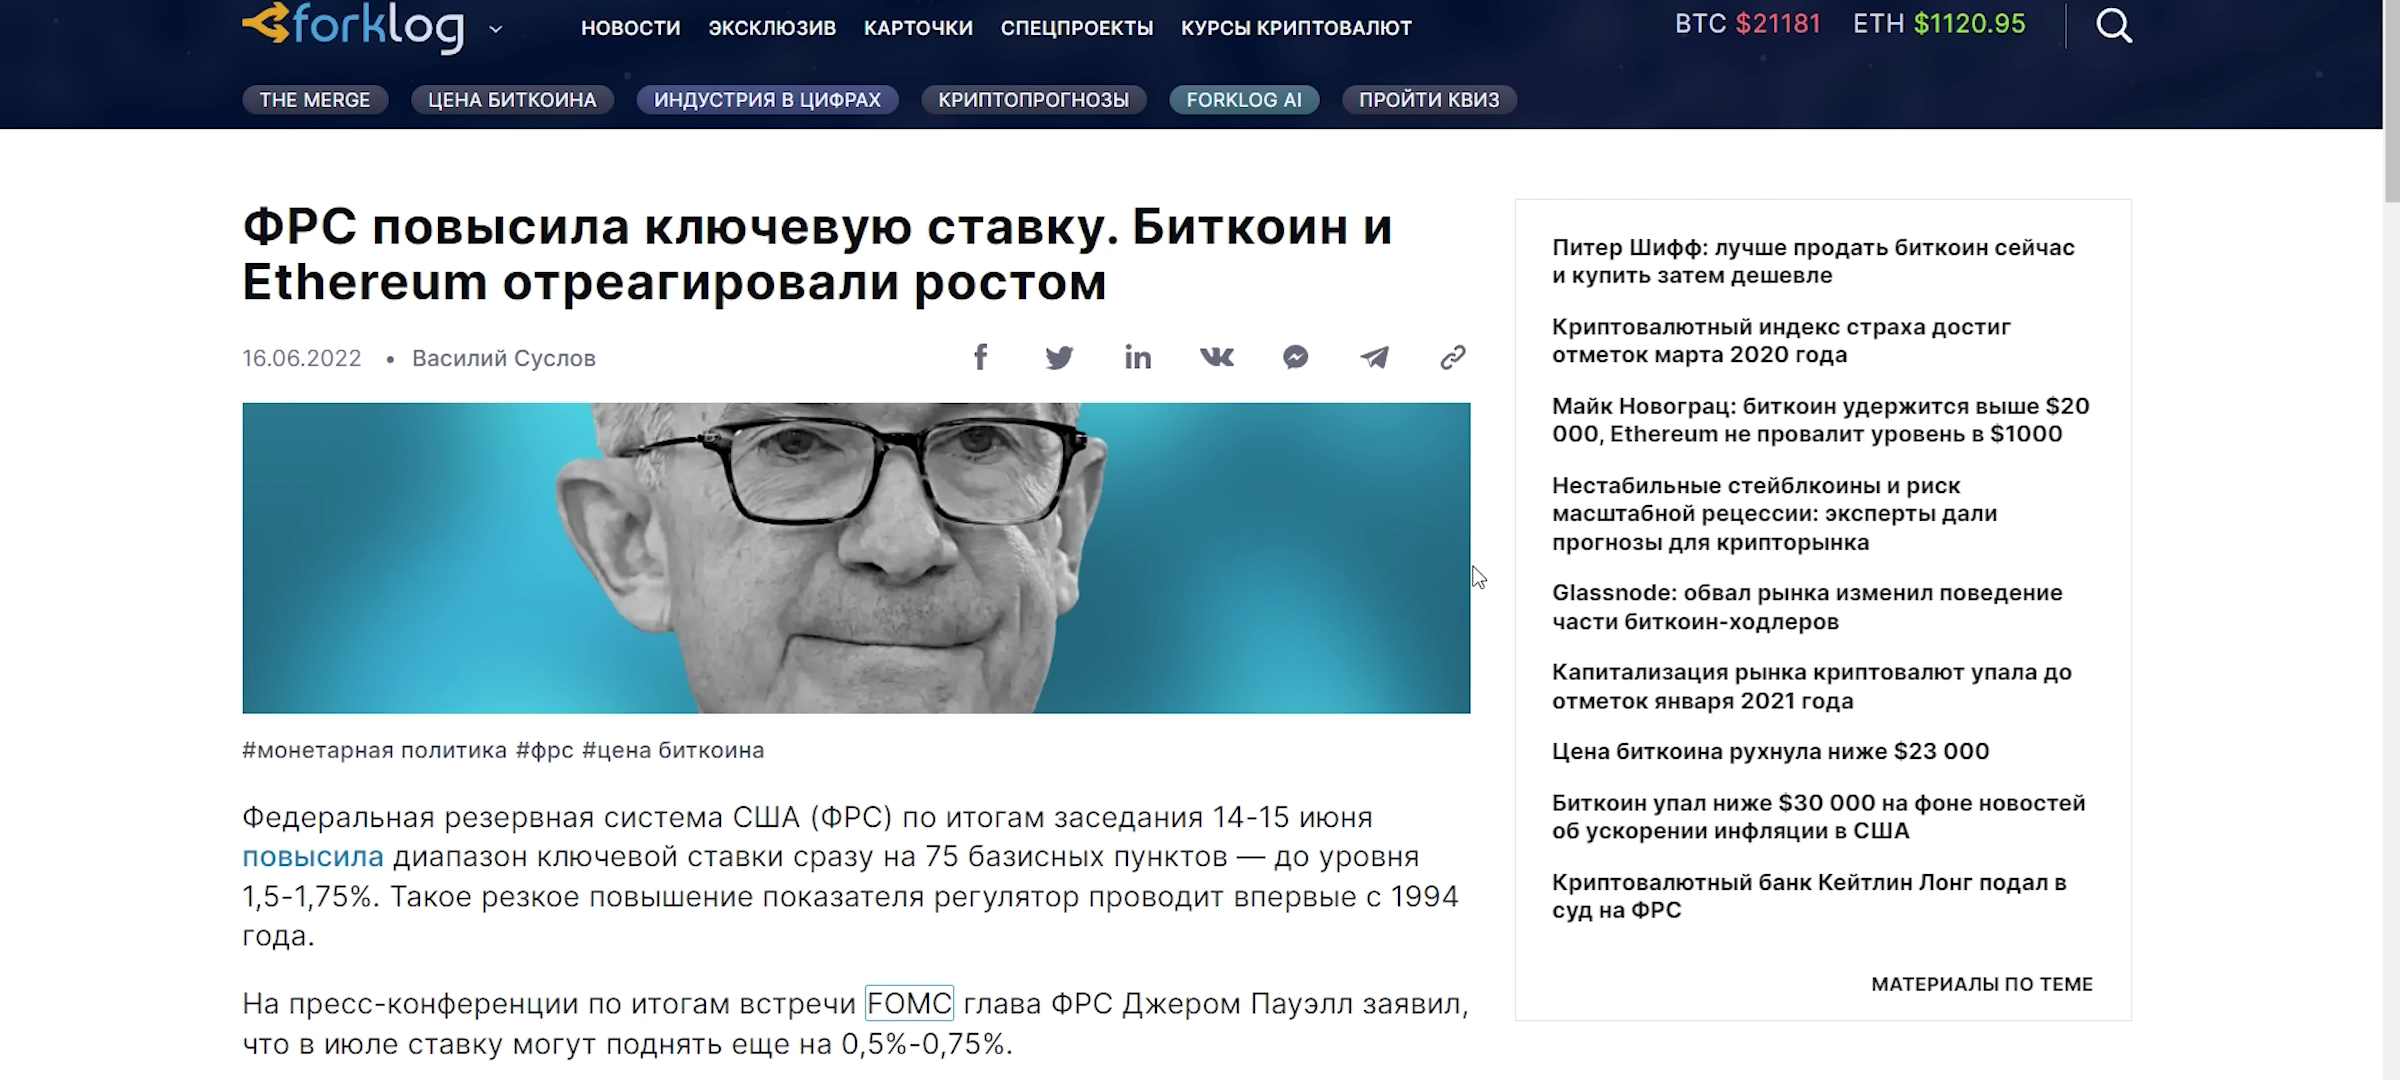 forklog
НОВОСТИ ЭКСКЛЮЗИВ КАРТОЧКИ СПЕЦПРОЕКТЫ КУРСЫ КРИПТОВАЛЮТ
BTC $21181 ETH $1120.95
THE MERGE ЦЕНА БИТКОИНА ИНДУСТРИЯ В ЦИФРАХ КРИПТОПРОГНОЗЫ FORKLOG AI ПРОЙТИ КВИЗ
ФРС повысила ключевую ставку. Биткоин и
Ethereum отреагировали ростом
16.06.2022 • Василий Суслов
#монетарная политика #фрс #цена биткоина
Федеральная резервная система США (ФРС) по итогам заседания 14-15 июня
повысила диапазон ключевой ставки сразу на 75 базисных пунктов — до уровня
1,5-1,75%. Такое резкое повышение показателя регулятор проводит впервые с 1994
года.
На пресс-конференции по итогам встречи FOMC глава ФРС Джером Пауэлл заявил,
что в июле ставку могут поднять еще на 0,5%-0,75%.
Питер Шифф: лучше продать биткоин сейчас
и купить затем дешевле
Криптовалютный индекс страха достиг
отметок марта 2020 года
Майк Новограц: биткоин удержится выше $20
000, Ethereum не провалит уровень в $1000
Нестабильные стейблкоины и риск
масштабной рецессии: эксперты дали
прогнозы для крипторынка
Glassnode: обвал рынка изменил поведение
части биткоин-ходлеров
Капитализация рынка криптовалют упала до
отметок января 2021 года
Цена биткоина рухнула ниже $23 000
Биткоин упал ниже $30 000 на фоне новостей
об ускорении инфляции в США
Криптовалютный банк Кейтлин Лонг подал в
суд на ФРС
МАТЕРИАЛЫ ПО ТЕМЕ